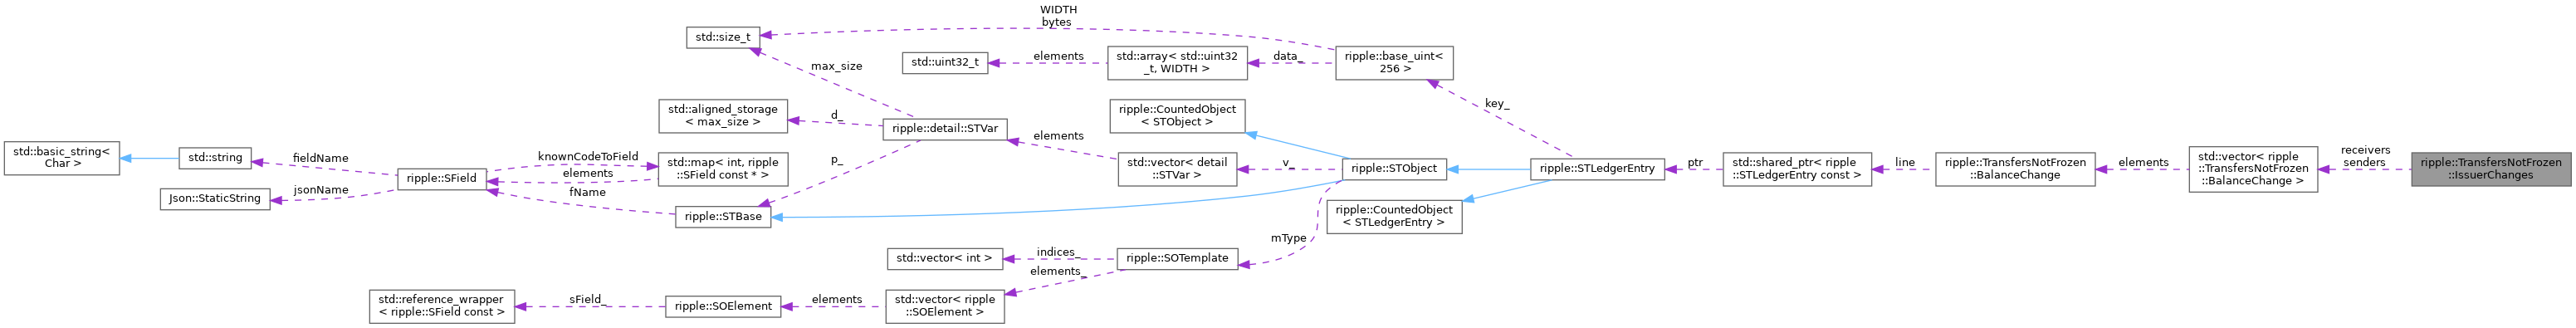 WIDTH
bytes
std::size_t
max_size
std::uint32_t
elements
std::array< std::uint32
_t, WIDTH >
data_
ripple::base_uint<
256 >
key_
std::aligned_storage
< max_size >
d_
ripple::detail::STVar
elements
ripple::CountedObject
< STObject >
std::basic_string<
Char >
std::string
fieldName
knownCodeToField
elements
std::map< int, ripple
::SField const * >
p_
std::vector< detail
::STVar >
v_
ripple::STObject
ripple::STLedgerEntry
ptr
std::shared_ptr< ripple
::STLedgerEntry const >
line
ripple::TransfersNotFrozen
::BalanceChange
elements
std::vector< ripple
::TransfersNotFrozen
::BalanceChange >
receivers
senders
ripple::TransfersNotFrozen
::IssuerChanges
ripple::SField
jsonName
Json::StaticString
fName
ripple::STBase
ripple::CountedObject
< STLedgerEntry >
mType
std::vector< int >
indices_
ripple::SOTemplate
elements_
std::reference_wrapper
< ripple::SField const >
sField_
ripple::SOElement
elements
std::vector< ripple
::SOElement >